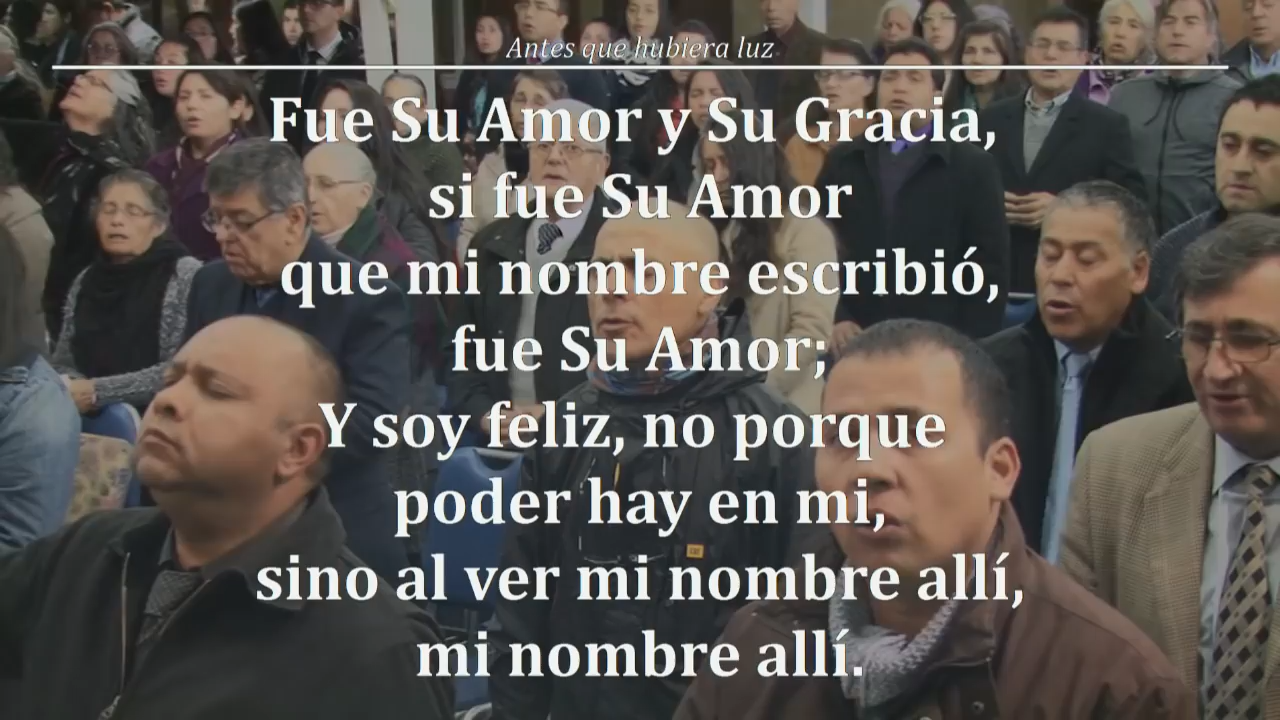 Antes que hubiera luz
Fue Su Amor y Su Gracia,
si fue Su Amor
que mi nombre escribió,
fue Su Amor;
Y soy feliz, no porque
poder hay en mi,
sino al ver mi nombre allí,
mi nombre allí.
CAT